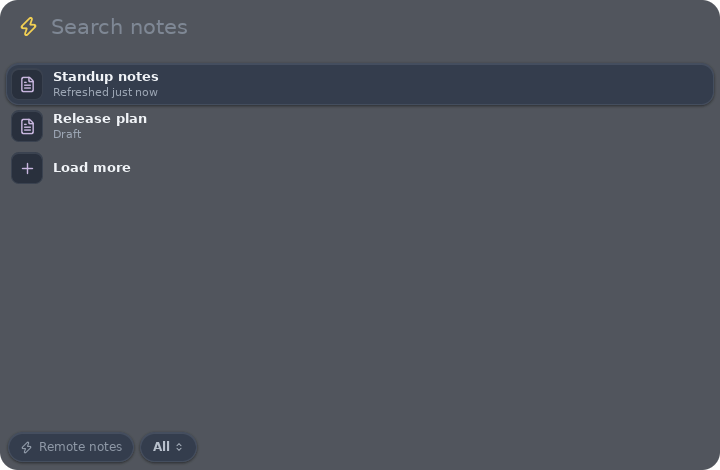 Search notes
Standup notes
Refreshed just now
Release plan
Draft
Load more
Remote notes
All